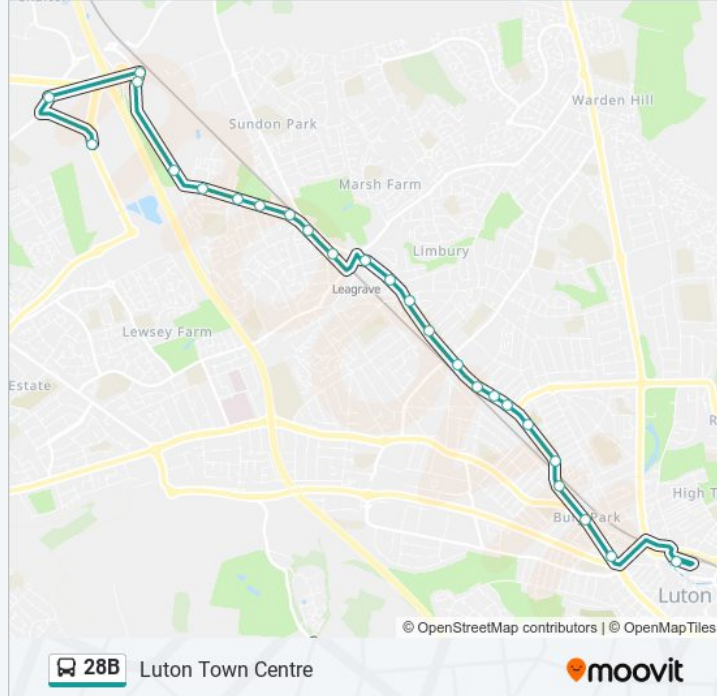 Warden Hill
Sundon Park
Marsh Farm
Limbury
Leagrave
Lewsey Farm
Estate
High T
Bury Park
Luton
© OpenStreetMap contributors | © OpenMapTiles
28B Luton Town Centre
moovit